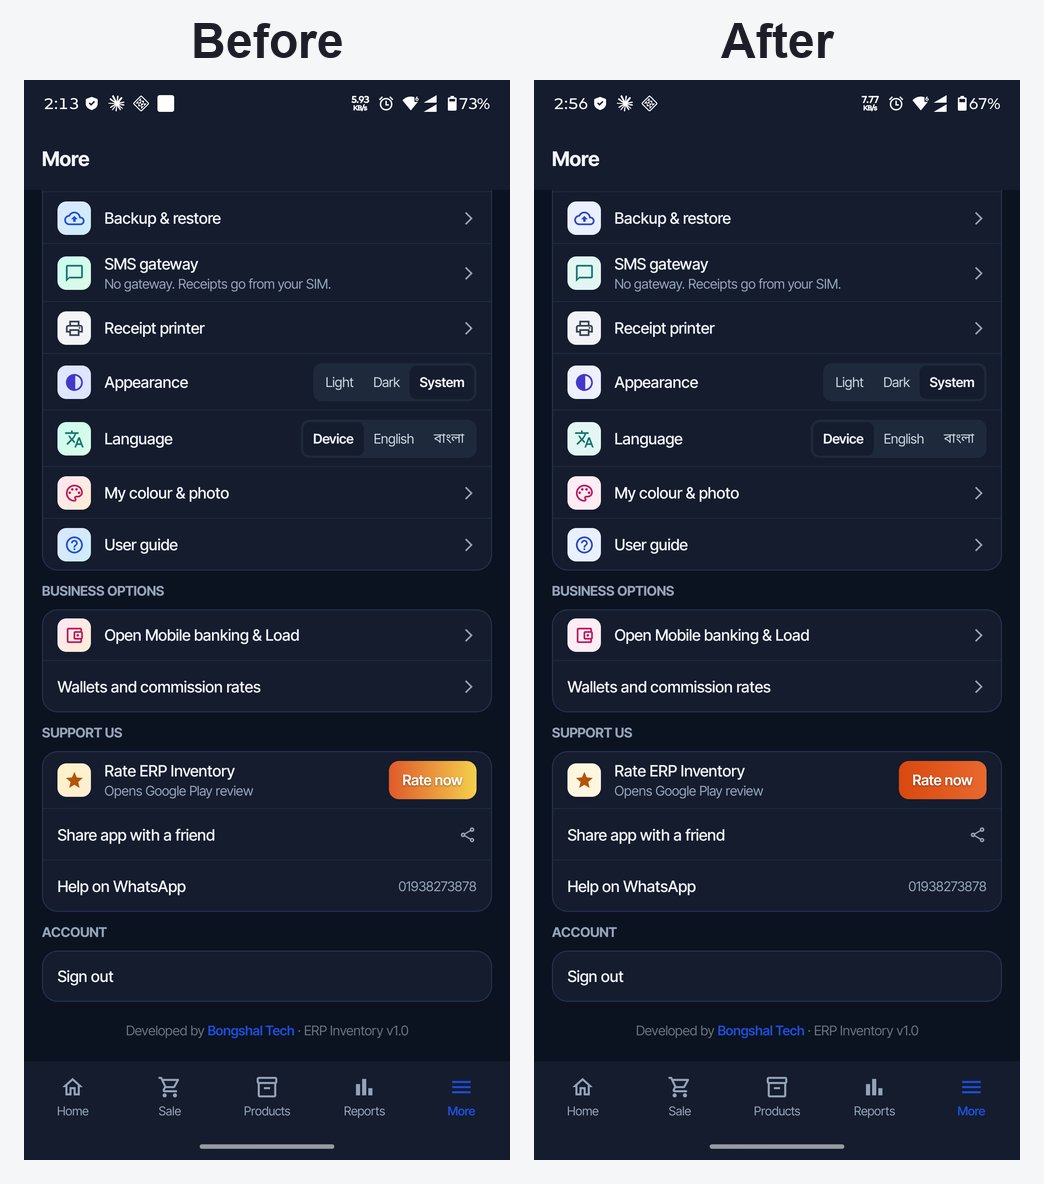 Before
After
2:13
5.93
KB/s
73%
More
Backup & restore
SMS gateway
No gateway. Receipts go from your SIM.
Receipt printer
Appearance
Light Dark System
Language
Device English বাংলা
My colour & photo
User guide
BUSINESS OPTIONS
Open Mobile banking & Load
Wallets and commission rates
SUPPORT US
Rate ERP Inventory
Opens Google Play review
Rate now
Share app with a friend
Help on WhatsApp
01938273878
ACCOUNT
Sign out
Developed by Bongshal Tech · ERP Inventory v1.0
Home Sale Products Reports More
2:56
7.77
KB/s
67%
More
Backup & restore
SMS gateway
No gateway. Receipts go from your SIM.
Receipt printer
Appearance
Light Dark System
Language
Device English বাংলা
My colour & photo
User guide
BUSINESS OPTIONS
Open Mobile banking & Load
Wallets and commission rates
SUPPORT US
Rate ERP Inventory
Opens Google Play review
Rate now
Share app with a friend
Help on WhatsApp
01938273878
ACCOUNT
Sign out
Developed by Bongshal Tech · ERP Inventory v1.0
Home Sale Products Reports More